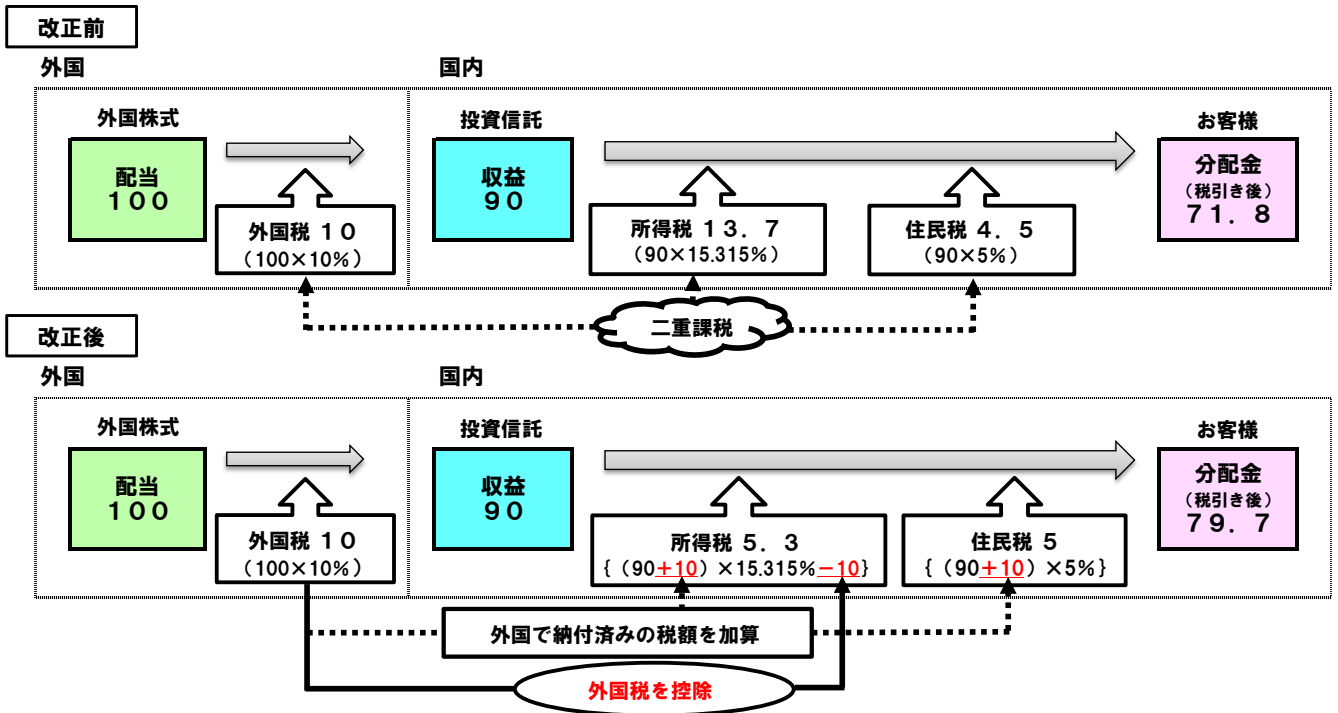 改正前
外国
国内
外国株式
投資信託
お客様
配当
１００
収益
９０
分配金
（税引き後）
７１．８
外国税 １０
（100×10%）
所得税 １３．７
（90×15.315%）
住民税 ４．５
（90×5%）
二重課税
改正後
外国
国内
外国株式
投資信託
お客様
配当
１００
収益
９０
分配金
（税引き後）
７９．７
外国税 １０
（100×10%）
所得税 ５．３
｛（90＋10）×15.315%－10｝
住民税 ５
｛（90＋10）×5%｝
外国で納付済みの税額を加算
外国税を控除